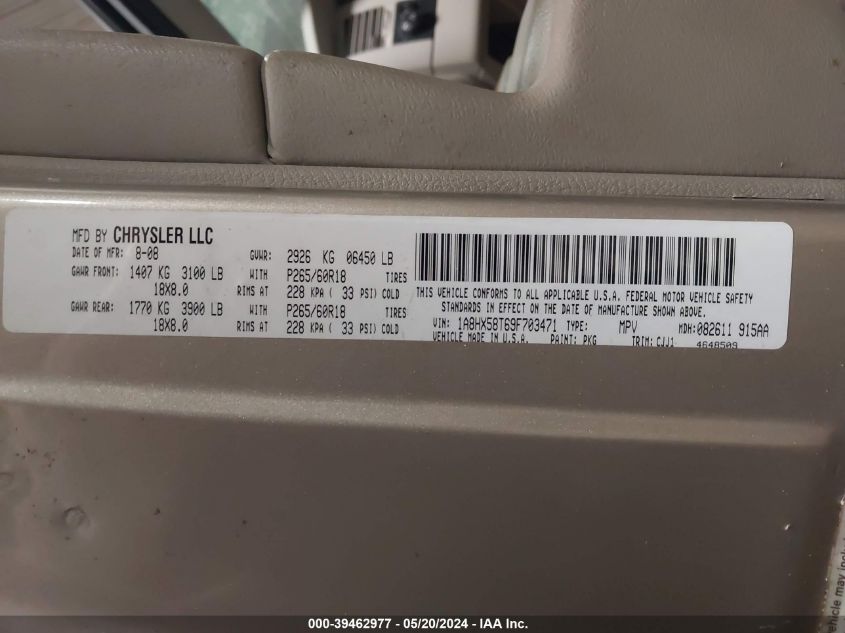 MFD BY CHRYSLER LLC
DATE OF MFR: 8-08 GVWR: 2926 KG 06450 LB
GAWR FRONT: 1407 KG 3100 LB WITH P265/60R18 TIRES
18X8.0 RIMS AT 228 KPA ( 33 PSI) COLD
GAWR REAR: 1770 KG 3900 LB WITH P265/60R18 TIRES
18X8.0 RIMS AT 228 KPA ( 33 PSI) COLD
THIS VEHICLE CONFORMS TO ALL APPLICABLE U.S.A. FEDERAL MOTOR VEHICLE SAFETY
STANDARDS IN EFFECT ON THE DATE OF MANUFACTURE SHOWN ABOVE.
VIN: 1A8HX58T69F703471 TYPE: MPV MDH:082611 915AA
VEHICLE MADE IN U.S.A. PAINT: PKG TRIM: CJJ1 4648509
000-39462977 - 05/20/2024 - IAA Inc.